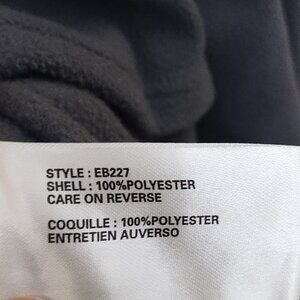 STYLE : EB227
SHELL : 100%POLYESTER
CARE ON REVERSE
COQUILLE : 100%POLYESTER
ENTRETIEN AUVERSO